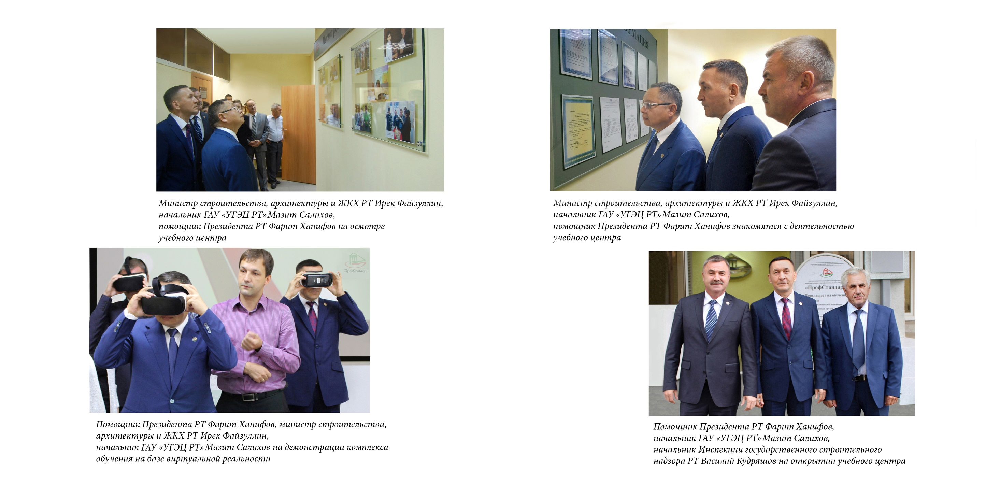 Место
РМАЦИЯ
Министр строительства, архитектуры и ЖКХ РТ Ирек Файзуллин,
начальник ГАУ «УГЭЦ РТ» Мазит Салихов,
помощник Президента РТ Фарит Ханифов на осмотре
учебного центра
Министр строительства, архитектуры и ЖКХ РТ Ирек Файзуллин,
начальник ГАУ «УГЭЦ РТ» Мазит Салихов,
помощник Президента РТ Фарит Ханифов знакомятся с деятельностью
учебного центра
ПрофСтандарт
Помощник Президента РТ Фарит Ханифов, министр строительства,
архитектуры и ЖКХ РТ Ирек Файзуллин,
начальник ГАУ «УГЭЦ РТ» Мазит Салихов на демонстрации комплекса
обучения на базе виртуальной реальности
«ПрофСтандар
Приглашает на обучен
Помощник Президента РТ Фарит Ханифов,
начальник ГАУ «УГЭЦ РТ» Мазит Салихов,
начальник Инспекции государственного строительного
надзора РТ Василий Кудряшов на открытии учебного центра